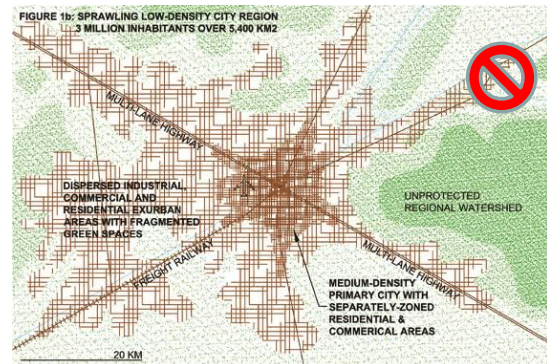 FIGURE 1b: SPRAWLING LOW-DENSITY CITY REGION
3 MILLION INHABITANTS OVER 5,400 KM2
MULTI-LANE HIGHWAY
DISPERSED INDUSTRIAL,
COMMERCIAL AND
RESIDENTIAL EXURBAN
AREAS WITH FRAGMENTED
GREEN SPACES
UNPROTECTED
REGIONAL WATERSHED
FREIGHT RAILWAY
MULTI-LANE HIGHWAY
MEDIUM-DENSITY
PRIMARY CITY WITH
SEPARATELY-ZONED
RESIDENTIAL &
COMMERICAL AREAS
20 KM